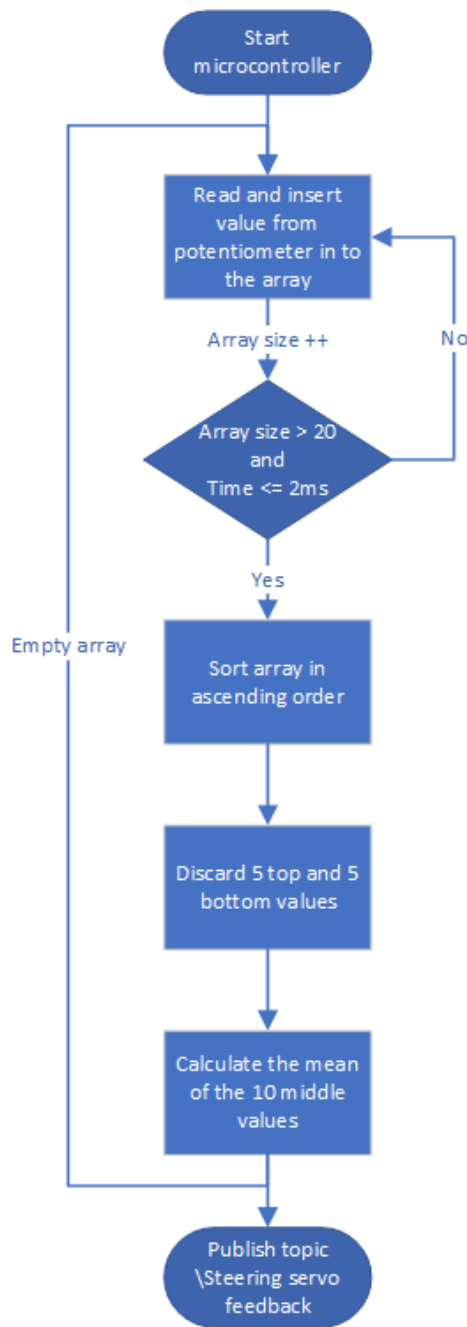 Start
microcontroller
Read and insert
value from
potentiometer in to
the array
No
Array size ++
Array size > 20
and
Time <= 2ms
Yes
Empty array
Sort array in
ascending order
Discard 5 top and 5
bottom values
Calculate the mean
of the 10 middle
values
Publish topic
\Steering servo
feedback